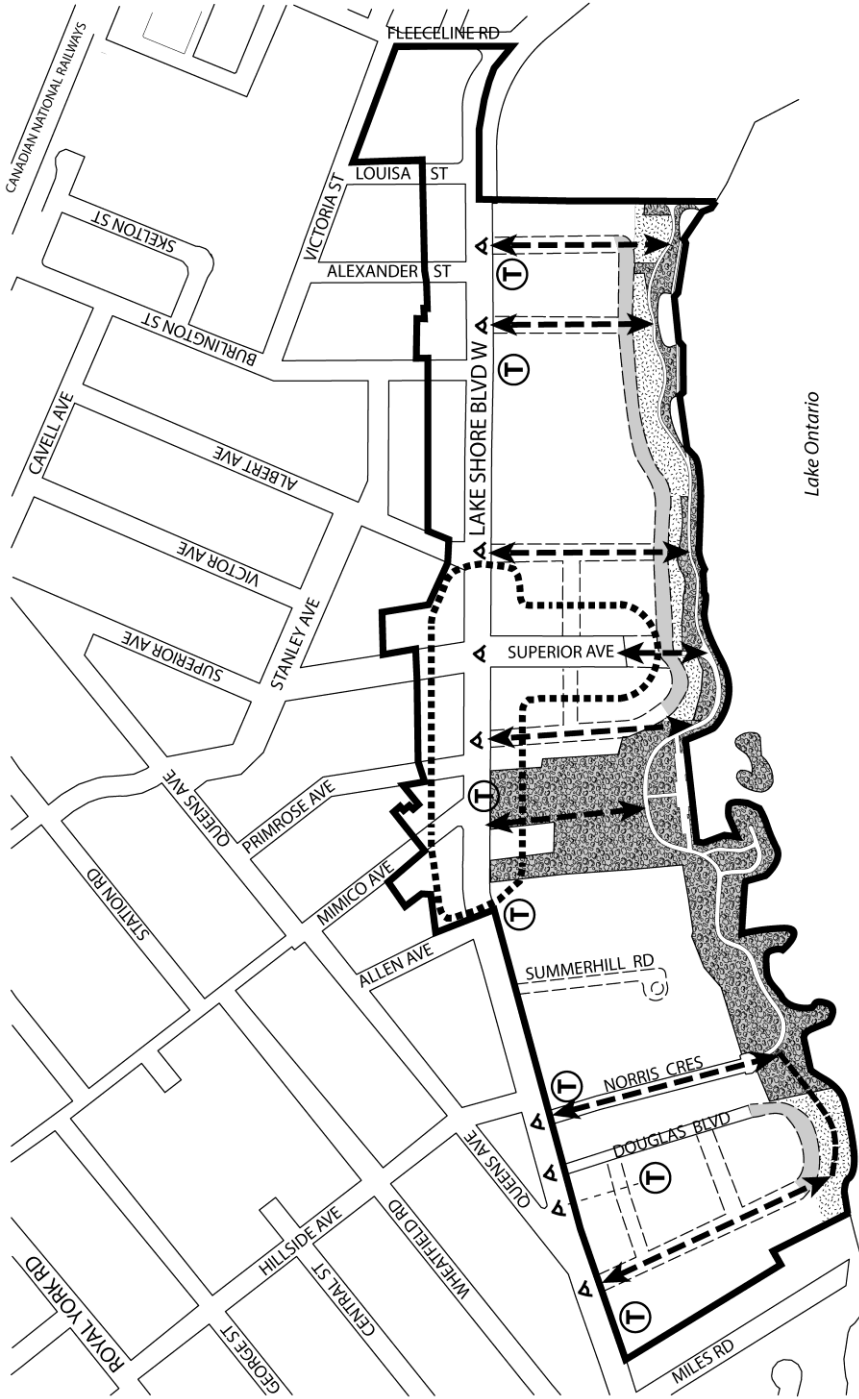 FLEECELINE RD
CANADIAN NATIONAL RAILWAYS
LOUISA ST
VICTORIA ST
SKELTON ST
ALEXANDER ST
BURLINGTON ST
T
CAVELL AVE
T
LAKE SHORE BLVD W
ALBERT AVE
Lake Ontario
VICTOR AVE
STANLEY AVE
SUPERIOR AVE
SUPERIOR AVE
QUEENS AVE
PRIMROSE AVE
T
STATION RD
MIMICO AVE
T
ALLEN AVE
SUMMERHILL RD
T
NORRIS CRES
DOUGLAS BLVD
T
QUEENS AVE
HILLSIDE AVE
WHEATFIELD RD
CENTRAL ST
ROYAL YORK RD
GEORGE ST
T
MILES RD